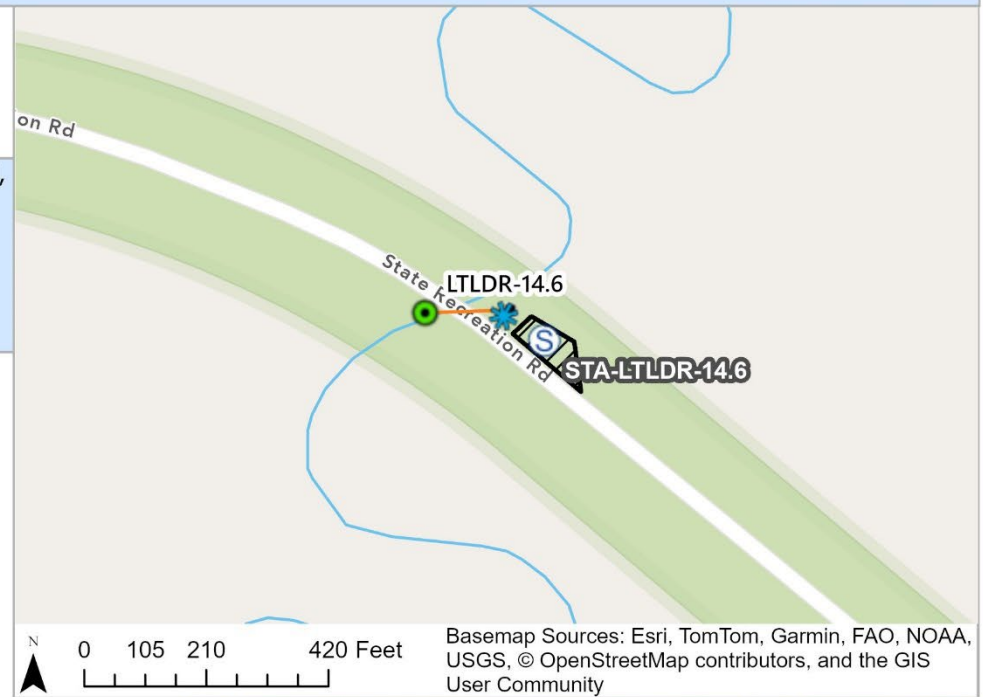 on Rd
LTLDR-14.6
State Recreation Rd
S
STA-LTLDR-14.6
N
0 105 210 420 Feet
Basemap Sources: Esri, TomTom, Garmin, FAO, NOAA,
USGS, © OpenStreetMap contributors, and the GIS
User Community